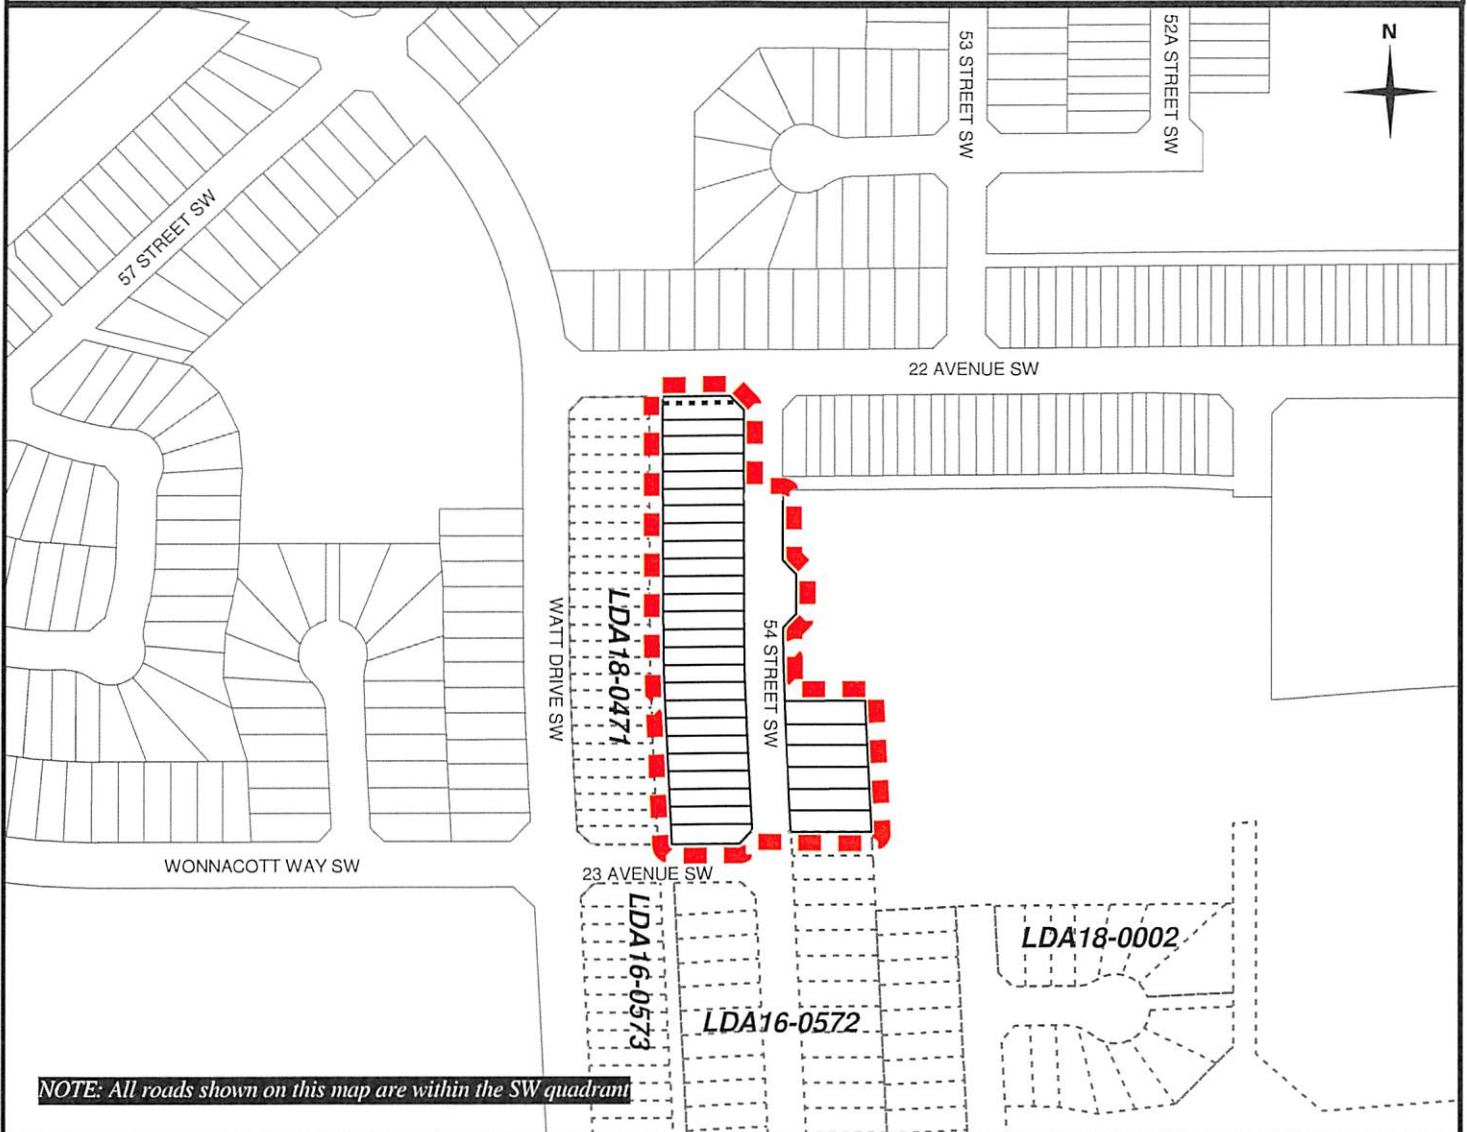 53 STREET SW
52A STREET SW
N
57 STREET SW
22 AVENUE SW
LDA18-0471
WATT DRIVE SW
54 STREET SW
WONNACOTT WAY SW
23 AVENUE SW
LDA16-0573
LDA18-0002
LDA16-0572
NOTE: All roads shown on this map are within the SW quadrant